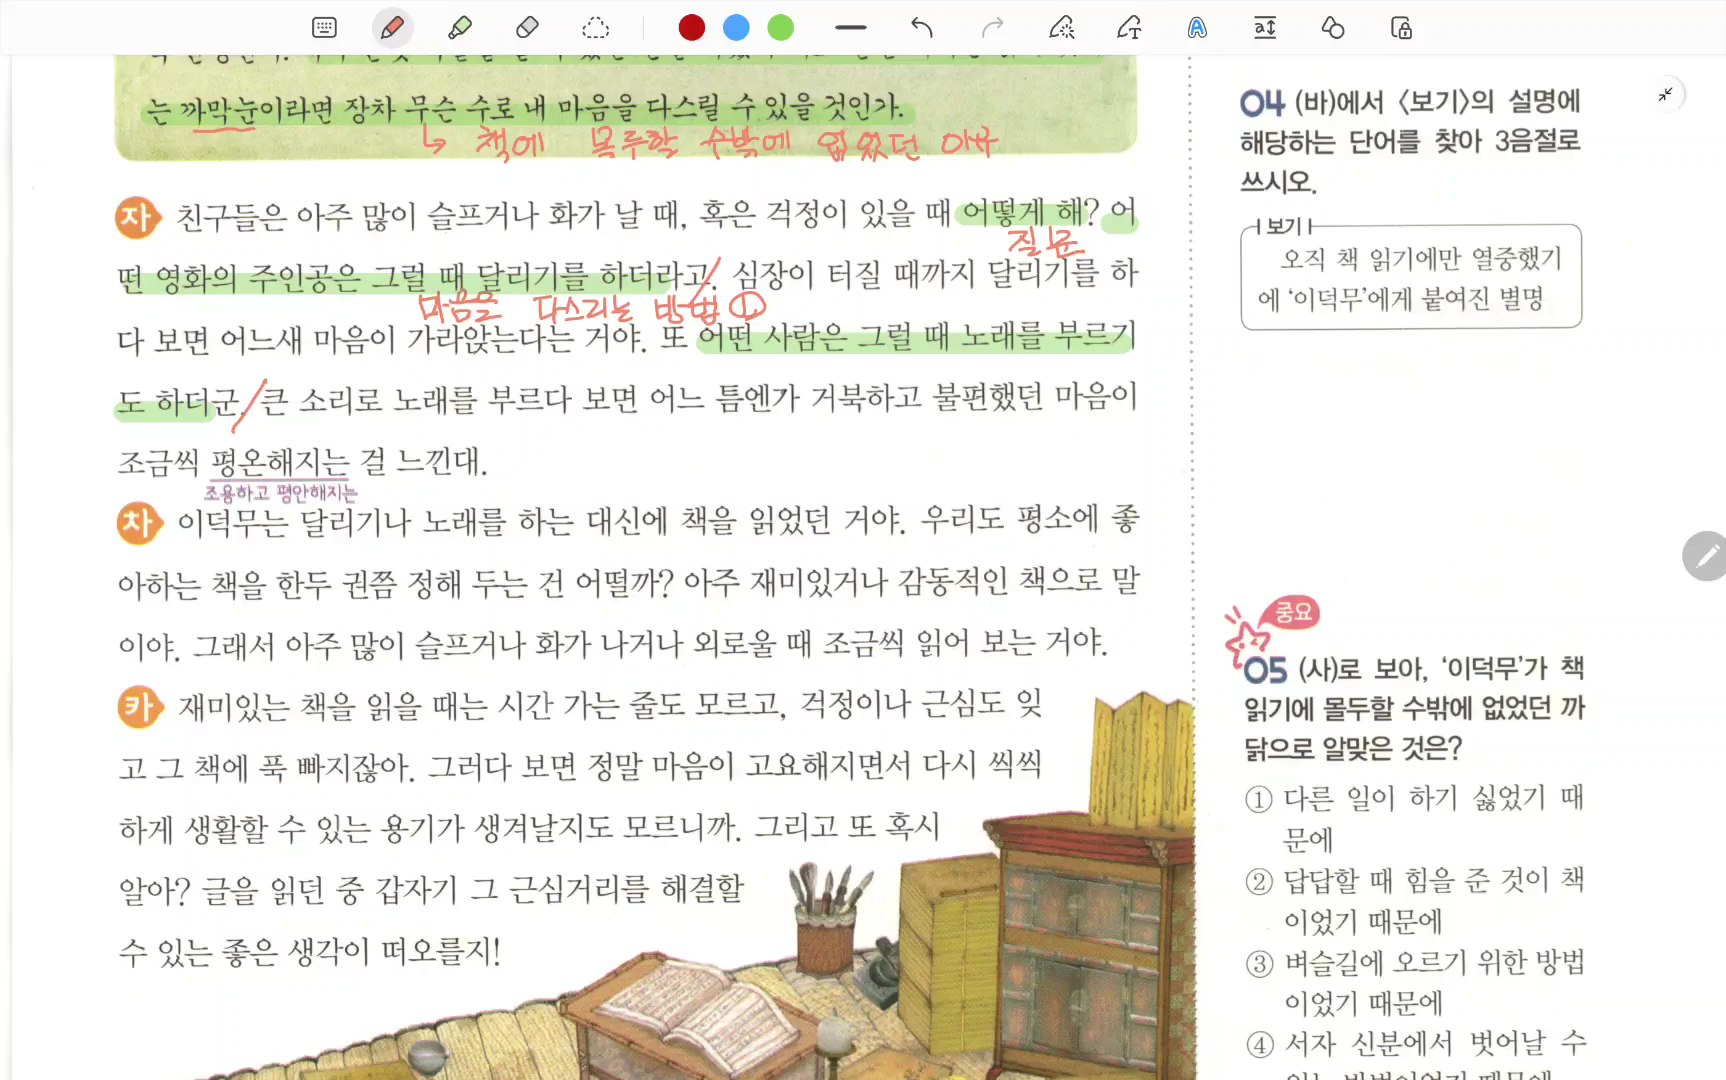 는 까막눈이라면 장차 무슨 수로 내 마음을 다스릴 수 있을 것인가.
↳ 책에 몰두할 수밖에 없었던 이유
자 친구들은 아주 많이 슬프거나 화가 날 때, 혹은 걱정이 있을 때 어떻게 해? 어
질문
떤 영화의 주인공은 그럴 때 달리기를 하더라고. 심장이 터질 때까지 달리기를 하
마음을 다스리는 방법 ①
다 보면 어느새 마음이 가라앉는다는 거야. 또 어떤 사람은 그럴 때 노래를 부르기
도 하더군. 큰 소리로 노래를 부르다 보면 어느 틈엔가 거북하고 불편했던 마음이
조금씩 평온해지는 걸 느낀대.
조용하고 평안해지는
차 이덕무는 달리기나 노래를 하는 대신에 책을 읽었던 거야. 우리도 평소에 좋
아하는 책을 한두 권쯤 정해 두는 건 어떨까? 아주 재미있거나 감동적인 책으로 말
이야. 그래서 아주 많이 슬프거나 화가 나거나 외로울 때 조금씩 읽어 보는 거야.
카 재미있는 책을 읽을 때는 시간 가는 줄도 모르고, 걱정이나 근심도 잊
고 그 책에 푹 빠지잖아. 그러다 보면 정말 마음이 고요해지면서 다시 씩씩
하게 생활할 수 있는 용기가 생겨날지도 모르니까. 그리고 또 혹시
알아? 글을 읽던 중 갑자기 그 근심거리를 해결할
수 있는 좋은 생각이 떠오를지!
04 (바)에서 〈보기〉의 설명에
해당하는 단어를 찾아 3음절로
쓰시오.
보기
오직 책 읽기에만 열중했기
에 ‘이덕무’에게 붙여진 별명
중요
05 (사)로 보아, ‘이덕무’가 책
읽기에 몰두할 수밖에 없었던 까
닭으로 알맞은 것은?
① 다른 일이 하기 싫었기 때
문에
② 답답할 때 힘을 준 것이 책
이었기 때문에
③ 벼슬길에 오르기 위한 방법
이었기 때문에
④ 서자 신분에서 벗어날 수